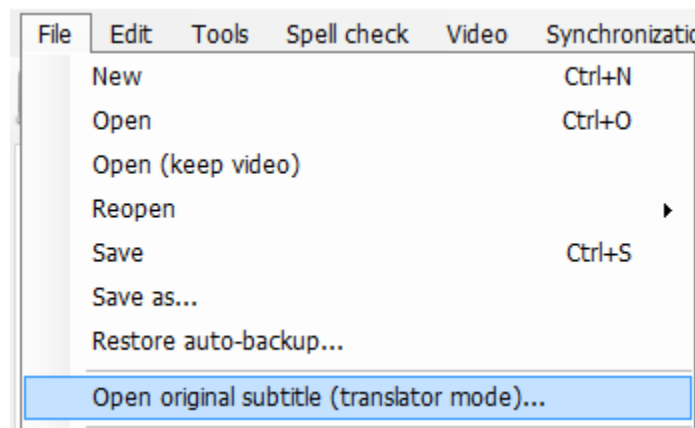 File Edit Tools Spell check Video Synchronizatio
New Ctrl+N
Open Ctrl+O
Open (keep video)
Reopen
Save Ctrl+S
Save as...
Restore auto-backup...
Open original subtitle (translator mode)...